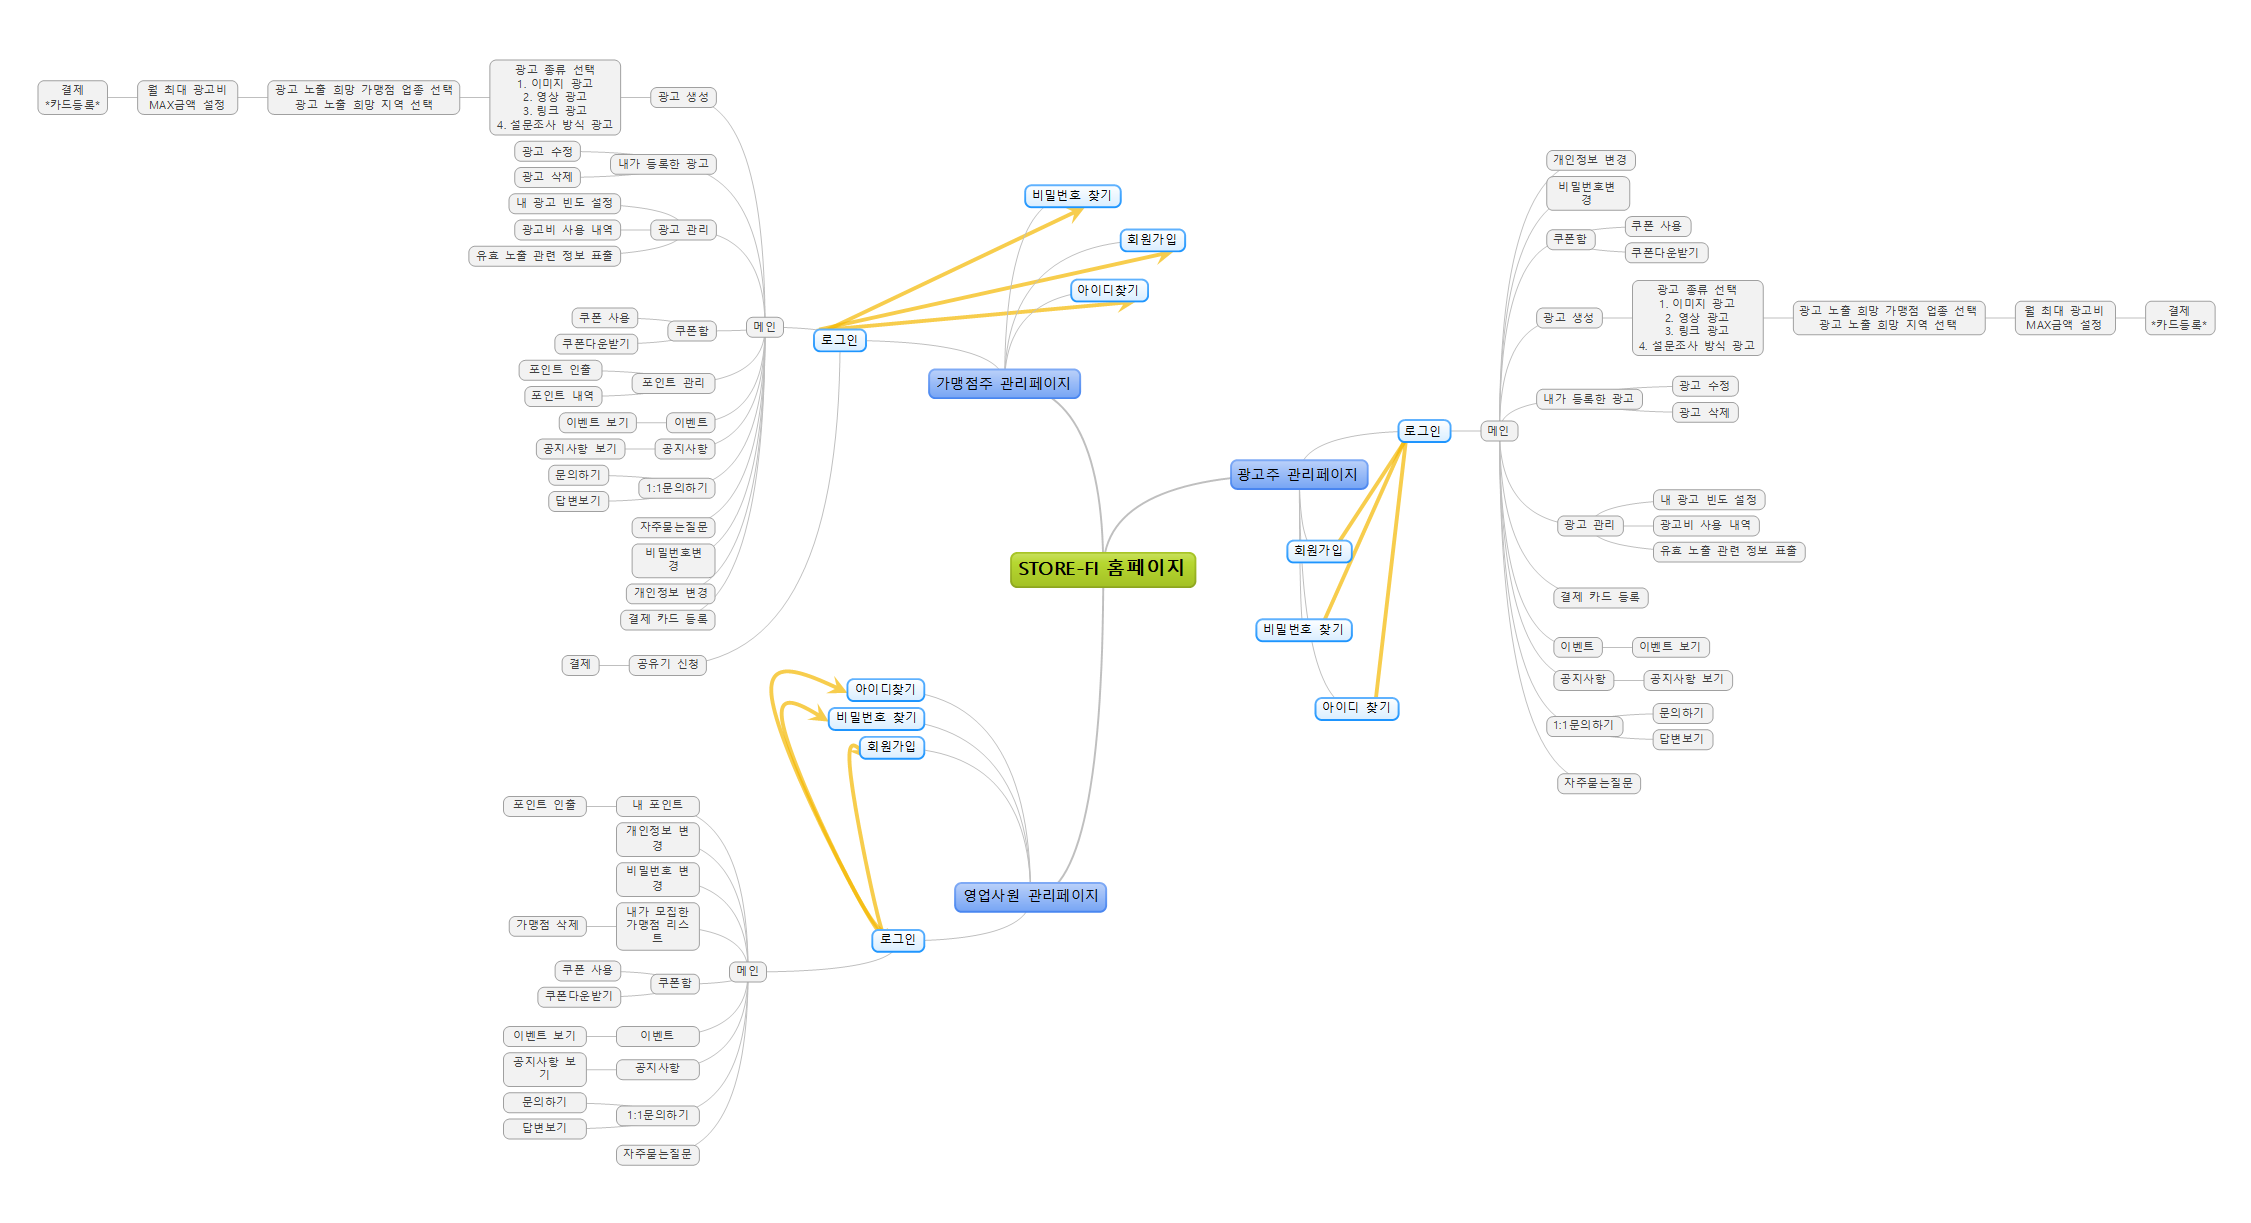 STORE-FI 홈페이지
가맹점주 관리페이지
비밀번호 찾기
회원가입
아이디찾기
로그인
메인
광고 생성
광고 종류 선택
1. 이미지 광고
2. 영상 광고
3. 링크 광고
4. 설문조사 방식 광고
광고 노출 희망 가맹점 업종 선택
광고 노출 희망 지역 선택
월 최대 광고비
MAX금액 설정
결제
*카드등록*
내가 등록한 광고
광고 수정
광고 삭제
광고 관리
내 광고 빈도 설정
광고비 사용 내역
유효 노출 관련 정보 표출
쿠폰함
쿠폰 사용
쿠폰다운받기
포인트 관리
포인트 인출
포인트 내역
이벤트
이벤트 보기
공지사항
공지사항 보기
1:1문의하기
문의하기
답변보기
자주묻는질문
비밀번호변
경
개인정보 변경
결제 카드 등록
공유기 신청
결제
광고주 관리페이지
로그인
회원가입
비밀번호 찾기
아이디 찾기
메인
개인정보 변경
비밀번호변
경
쿠폰함
쿠폰 사용
쿠폰다운받기
광고 생성
광고 종류 선택
1. 이미지 광고
2. 영상 광고
3. 링크 광고
4. 설문조사 방식 광고
광고 노출 희망 가맹점 업종 선택
광고 노출 희망 지역 선택
월 최대 광고비
MAX금액 설정
결제
*카드등록*
내가 등록한 광고
광고 수정
광고 삭제
광고 관리
내 광고 빈도 설정
광고비 사용 내역
유효 노출 관련 정보 표출
결제 카드 등록
이벤트
이벤트 보기
공지사항
공지사항 보기
1:1문의하기
문의하기
답변보기
자주묻는질문
영업사원 관리페이지
아이디찾기
비밀번호 찾기
회원가입
로그인
메인
내 포인트
포인트 인출
개인정보 변
경
비밀번호 변
경
내가 모집한
가맹점 리스
트
가맹점 삭제
쿠폰함
쿠폰 사용
쿠폰다운받기
이벤트
이벤트 보기
공지사항
공지사항 보
기
1:1문의하기
문의하기
답변보기
자주묻는질문